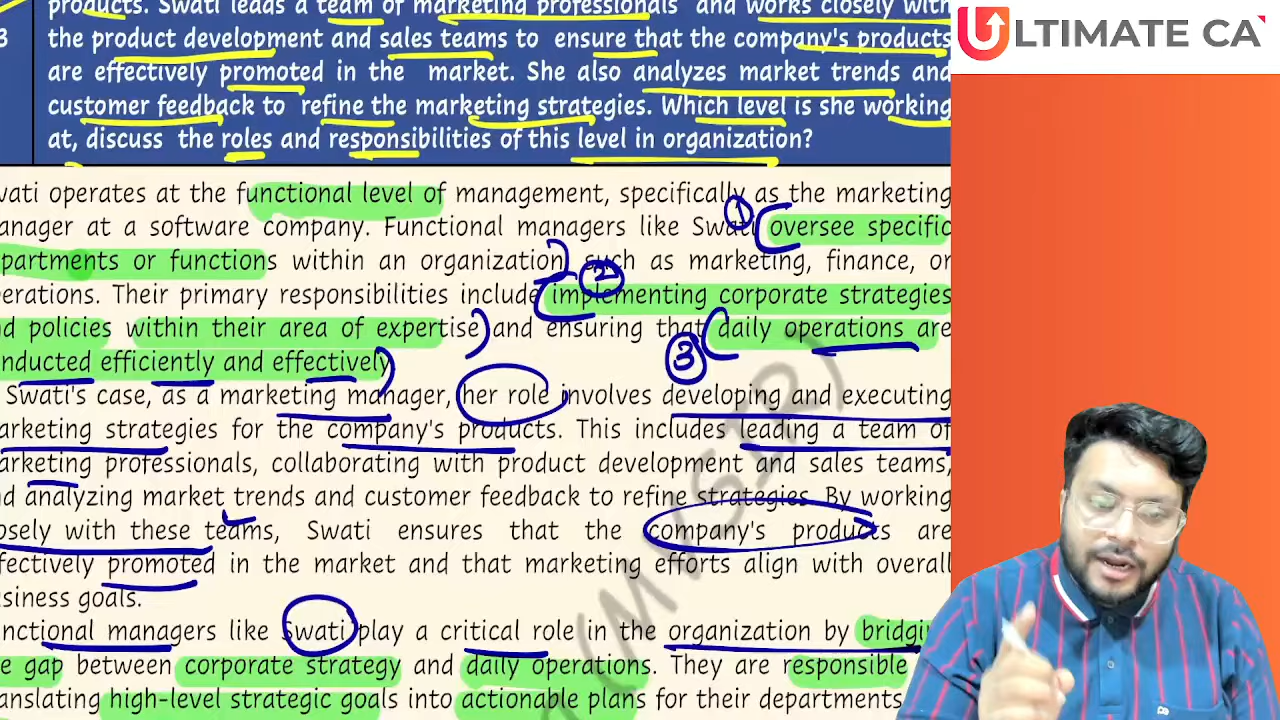 products. Swati leads a team of marketing professionals and works closely with
3
the product development and sales teams to ensure that the company's products
are effectively promoted in the market. She also analyzes market trends and
customer feedback to refine the marketing strategies. Which level is she working
at, discuss the roles and responsibilities of this level in organization?
ULTIMATE CA
wati operates at the functional level of management, specifically as the marketing
anager at a software company. Functional managers like Swati oversee specific
1
partments or functions within an organization, such as marketing, finance, or
2
erations. Their primary responsibilities include implementing corporate strategies
nd policies within their area of expertise and ensuring that daily operations are
3
nducted efficiently and effectively
Swati's case, as a marketing manager, her role involves developing and executing
arketing strategies for the company's products. This includes leading a team of
arketing professionals, collaborating with product development and sales teams,
nd analyzing market trends and customer feedback to refine strategies. By working
osely with these teams, Swati ensures that the company's products are
fectively promoted in the market and that marketing efforts align with overall
siness goals.
nctional managers like Swati play a critical role in the organization by bridgin
e gap between corporate strategy and daily operations. They are responsible
anslating high-level strategic goals into actionable plans for their departments